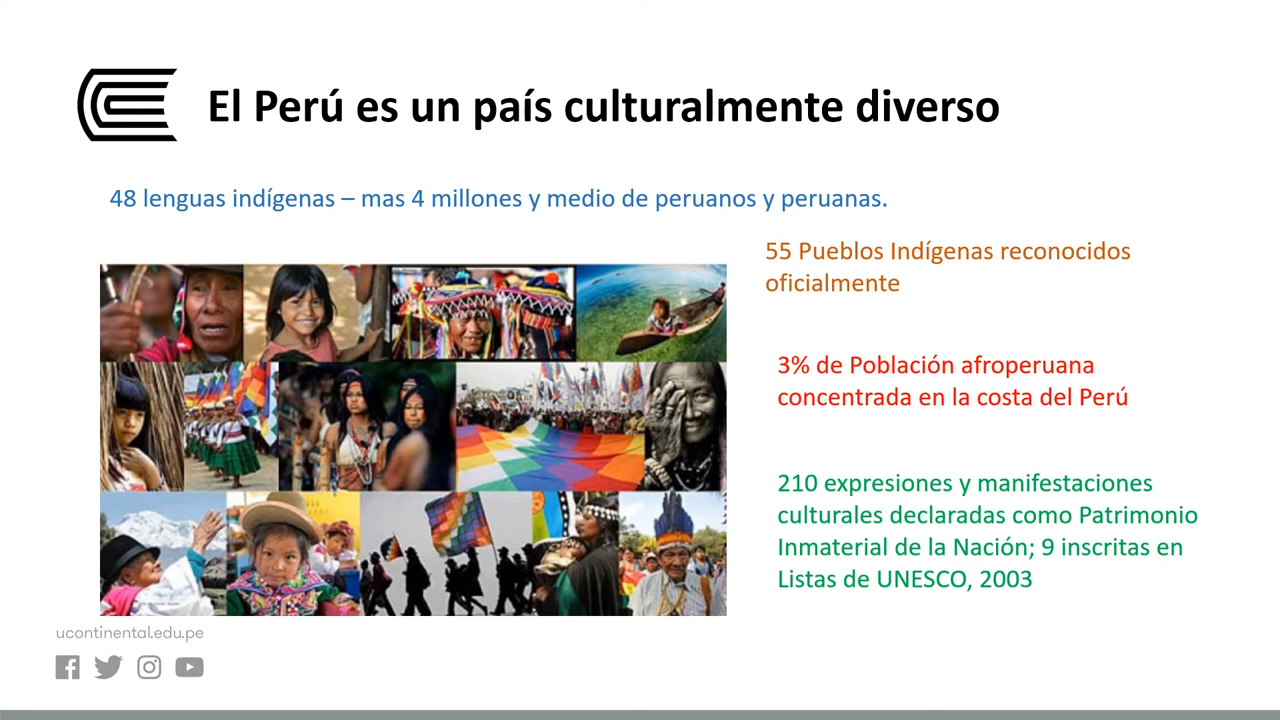 El Perú es un país culturalmente diverso
48 lenguas indígenas – mas 4 millones y medio de peruanos y peruanas.
55 Pueblos Indígenas reconocidos
oficialmente
3% de Población afroperuana
concentrada en la costa del Perú
210 expresiones y manifestaciones
culturales declaradas como Patrimonio
Inmaterial de la Nación; 9 inscritas en
Listas de UNESCO, 2003
ucontinental.edu.pe